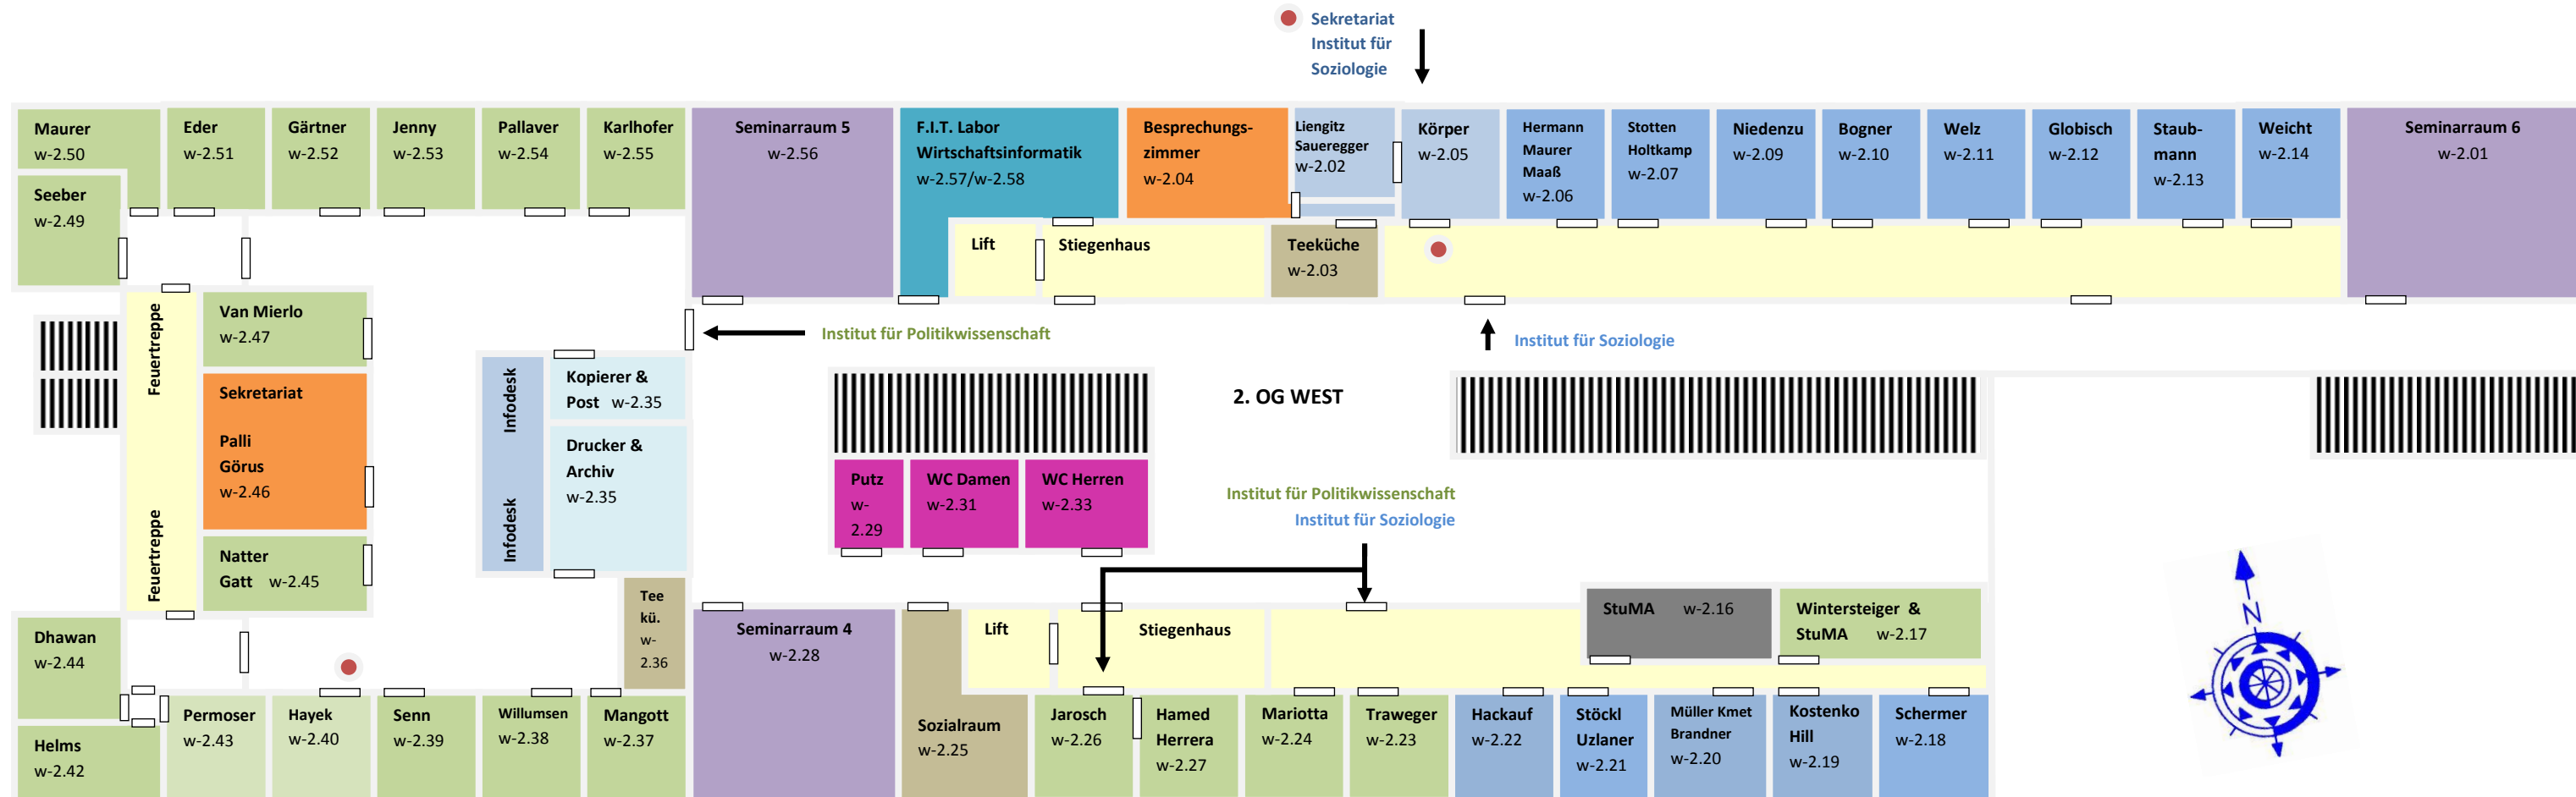 Sekretariat
Institut für
Soziologie
Maurer
w-2.50
Eder
w-2.51
Gärtner
w-2.52
Jenny
w-2.53
Pallaver
w-2.54
Karlhofer
w-2.55
Seminarraum 5
w-2.56
F.I.T. Labor
Wirtschaftsinformatik
w-2.57/w-2.58
Besprechungs-
zimmer
w-2.04
Liengitz
Saueregger
w-2.02
Körper
w-2.05
Hermann
Maurer
Maaß
w-2.06
Stotten
Holtkamp
w-2.07
Niedenzu
w-2.09
Bogner
w-2.10
Welz
w-2.11
Globisch
w-2.12
Staub-
mann
w-2.13
Weicht
w-2.14
Seminarraum 6
w-2.01
Seeber
w-2.49
Lift
Stiegenhaus
Teeküche
w-2.03
Feuertreppe
Feuertreppe
Van Mierlo
w-2.47
Institut für Politikwissenschaft
Institut für Soziologie
Sekretariat
Palli
Görus
w-2.46
Infodesk
Infodesk
Kopierer &
Post w-2.35
Drucker &
Archiv
w-2.35
2. OG WEST
Putz
w-
2.29
WC Damen
w-2.31
WC Herren
w-2.33
Institut für Politikwissenschaft
Institut für Soziologie
Natter
Gatt w-2.45
Tee
kü.
w-
2.36
Dhawan
w-2.44
Seminarraum 4
w-2.28
Lift
Stiegenhaus
StuMA w-2.16
Wintersteiger &
StuMA w-2.17
N
Helms
w-2.42
Permoser
w-2.43
Hayek
w-2.40
Senn
w-2.39
Willumsen
w-2.38
Mangott
w-2.37
Sozialraum
w-2.25
Jarosch
w-2.26
Hamed
Herrera
w-2.27
Mariotta
w-2.24
Traweger
w-2.23
Hackauf
w-2.22
Stöckl
Uzlaner
w-2.21
Müller Kmet
Brandner
w-2.20
Kostenko
Hill
w-2.19
Schermer
w-2.18